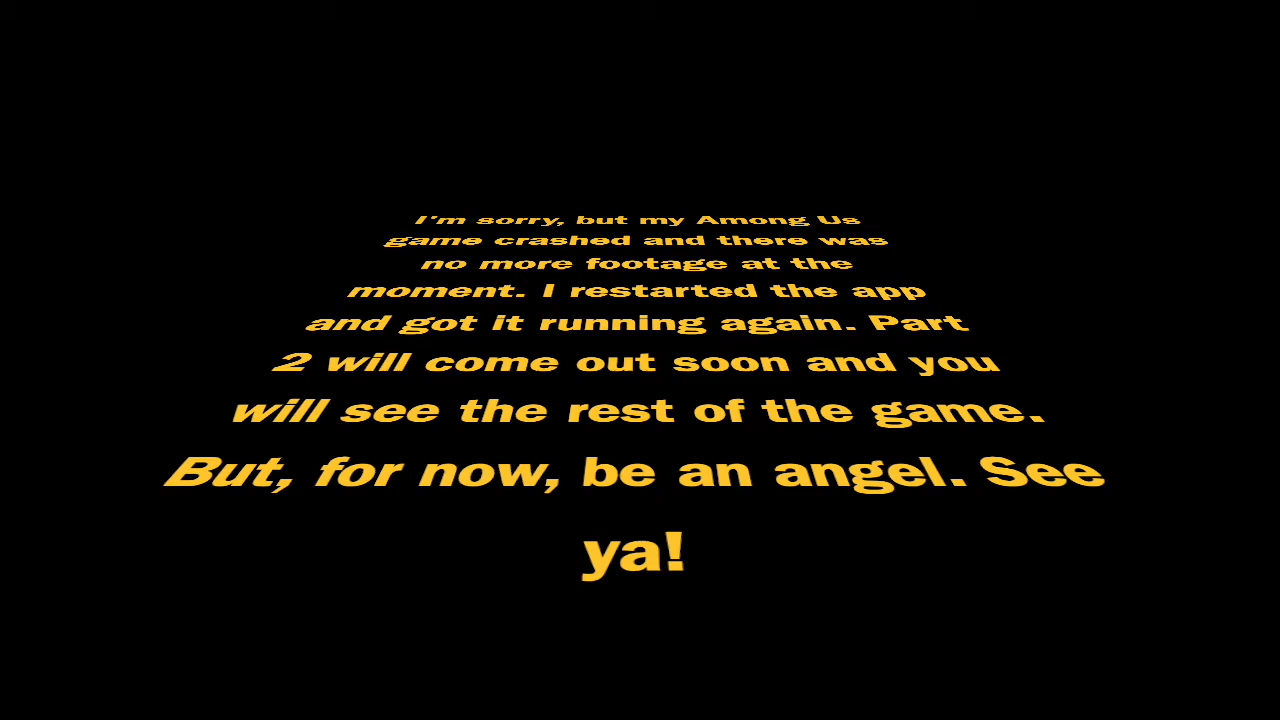 I'm sorry, but my Among Us
game crashed and there was
no more footage at the
moment. I restarted the app
and got it running again. Part
2 will come out soon and you
will see the rest of the game.
But, for now, be an angel. See
ya!